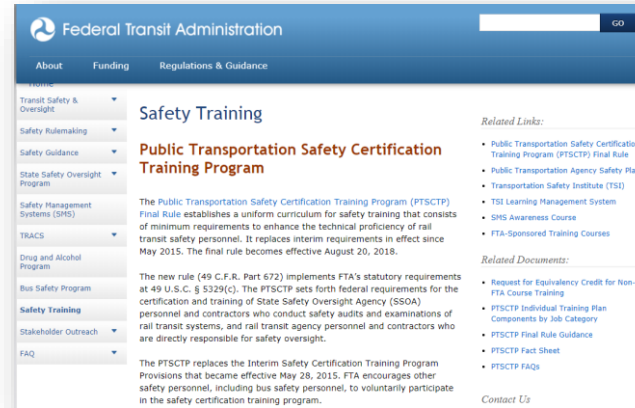 Federal Transit Administration
GO
About Funding Regulations & Guidance
Home
Transit Safety &
Oversight
Safety Rulemaking
Safety Guidance
State Safety Oversight
Program
Safety Management
Systems (SMS)
TRACS
Drug and Alcohol
Program
Bus Safety Program
Safety Training
Stakeholder Outreach
FAQ
Safety Training
Public Transportation Safety Certification
Training Program
The Public Transportation Safety Certification Training Program (PTSCTP)
Final Rule establishes a uniform curriculum for safety training that consists
of minimum requirements to enhance the technical proficiency of rail
transit safety personnel. It replaces interim requirements in effect since
May 2015. The final rule becomes effective August 20, 2018.
The new rule (49 C.F.R. Part 672) implements FTA's statutory requirements
at 49 U.S.C. § 5329(c). The PTSCTP sets forth federal requirements for the
certification and training of State Safety Oversight Agency (SSOA)
personnel and contractors who conduct safety audits and examinations of
rail transit systems, and rail transit agency personnel and contractors who
are directly responsible for safety oversight.
The PTSCTP replaces the Interim Safety Certification Training Program
Provisions that became effective May 28, 2015. FTA encourages other
safety personnel, including bus safety personnel, to voluntarily participate
in the safety certification training program.
Related Links:
Public Transportation Safety Certificatio
Training Program (PTSCTP) Final Rule
Public Transportation Agency Safety Pla
Transportation Safety Institute (TSI)
TSI Learning Management System
SMS Awareness Course
FTA-Sponsored Training Courses
Related Documents:
Request for Equivalency Credit for Non-
FTA Course Training
PTSCTP Individual Training Plan
Components by Job Category
PTSCTP Final Rule Guidance
PTSCTP Fact Sheet
PTSCTP FAQs
Contact Us